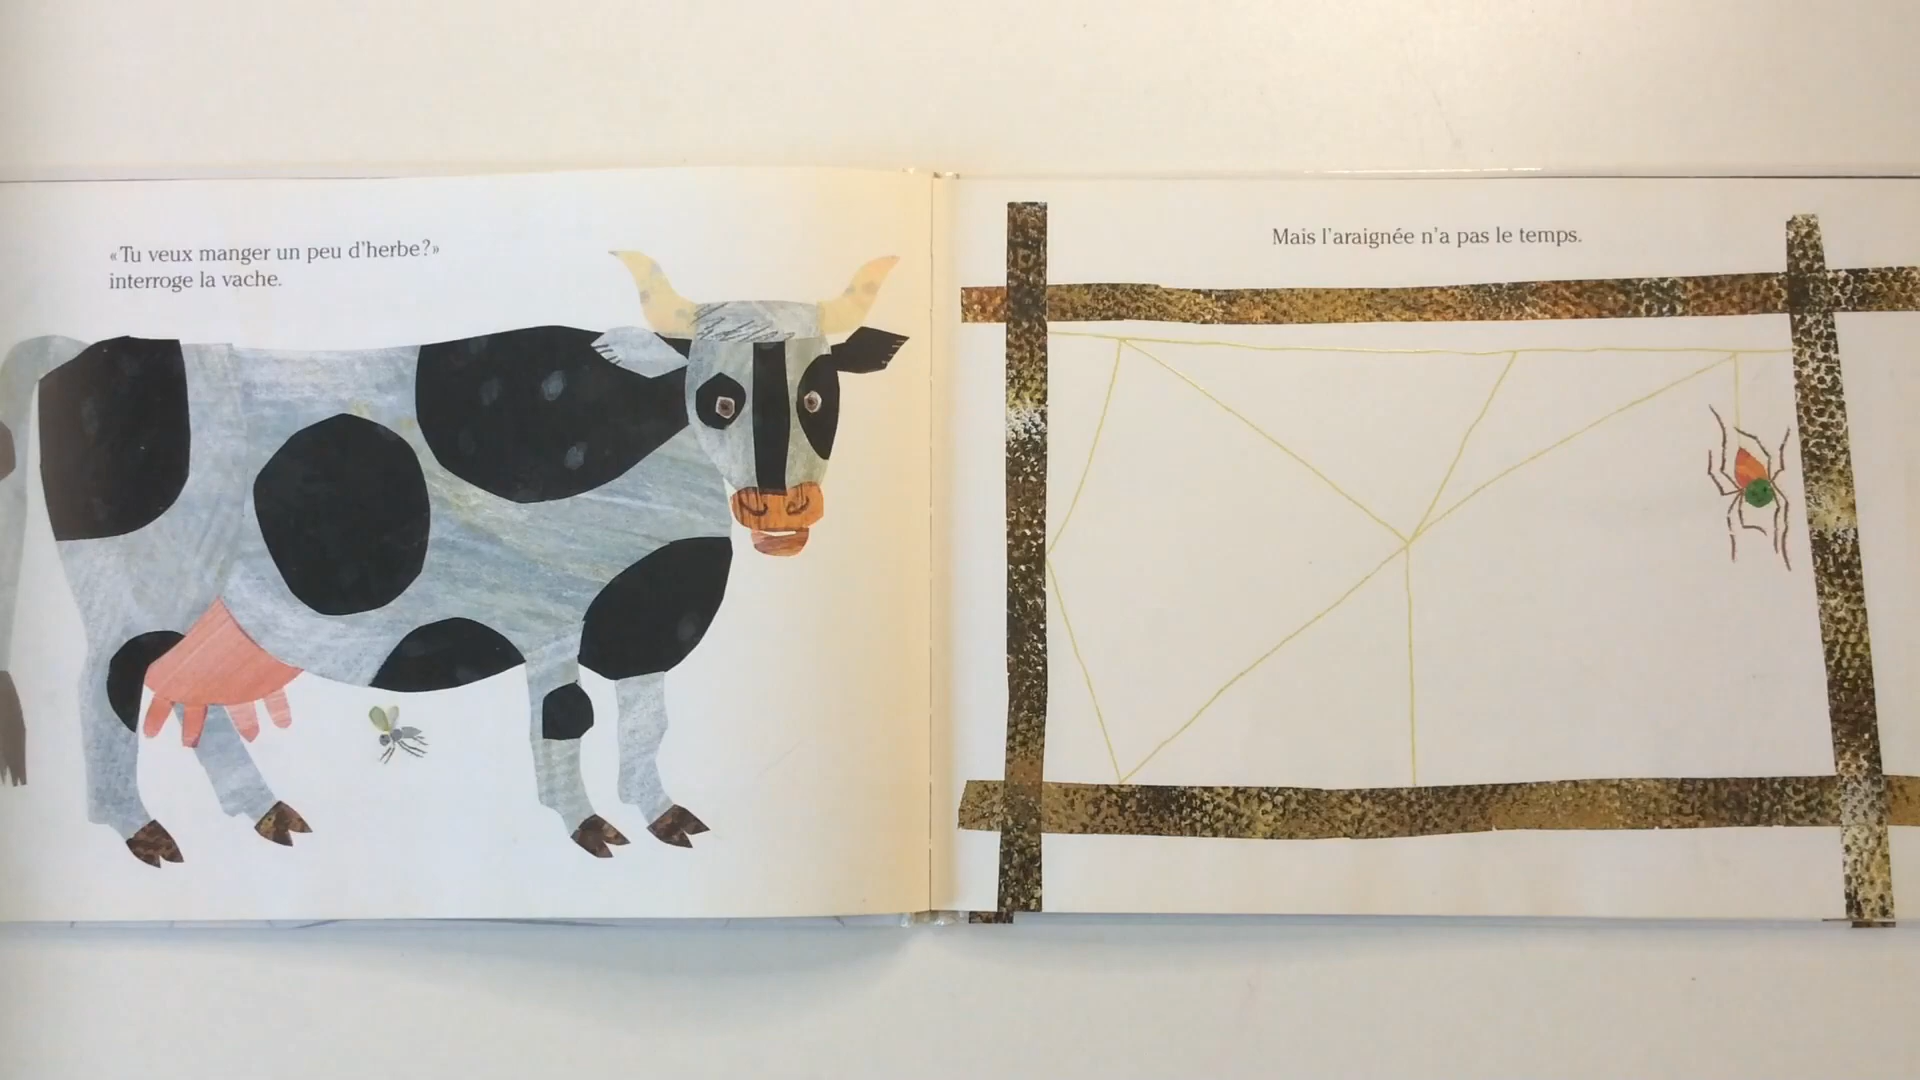 «Tu veux manger un peu d'herbe?»
interroge la vache.
Mais l'araignée n'a pas le temps.